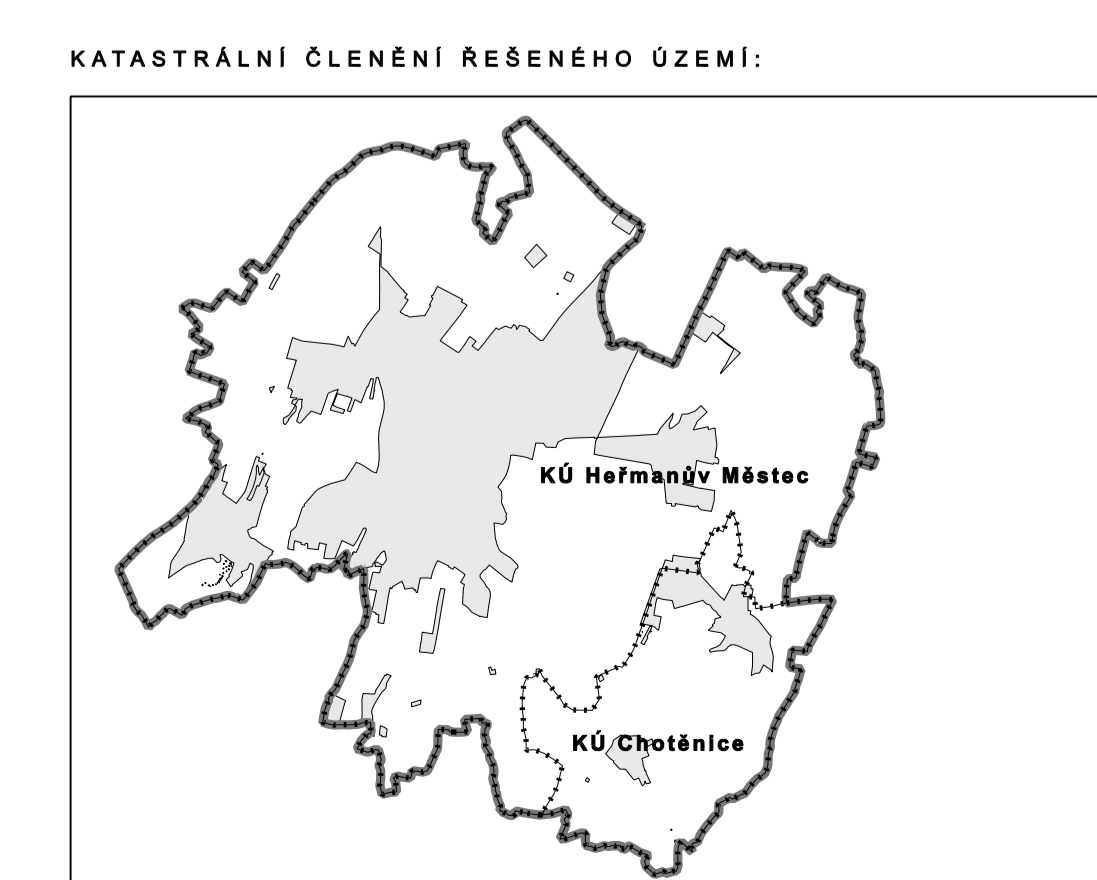 KATASTRÁLNÍ ČLENĚNÍ ŘEŠENÉHO ÚZEMÍ:
KÚ Heřmanův Městec
KÚ Chotěnice